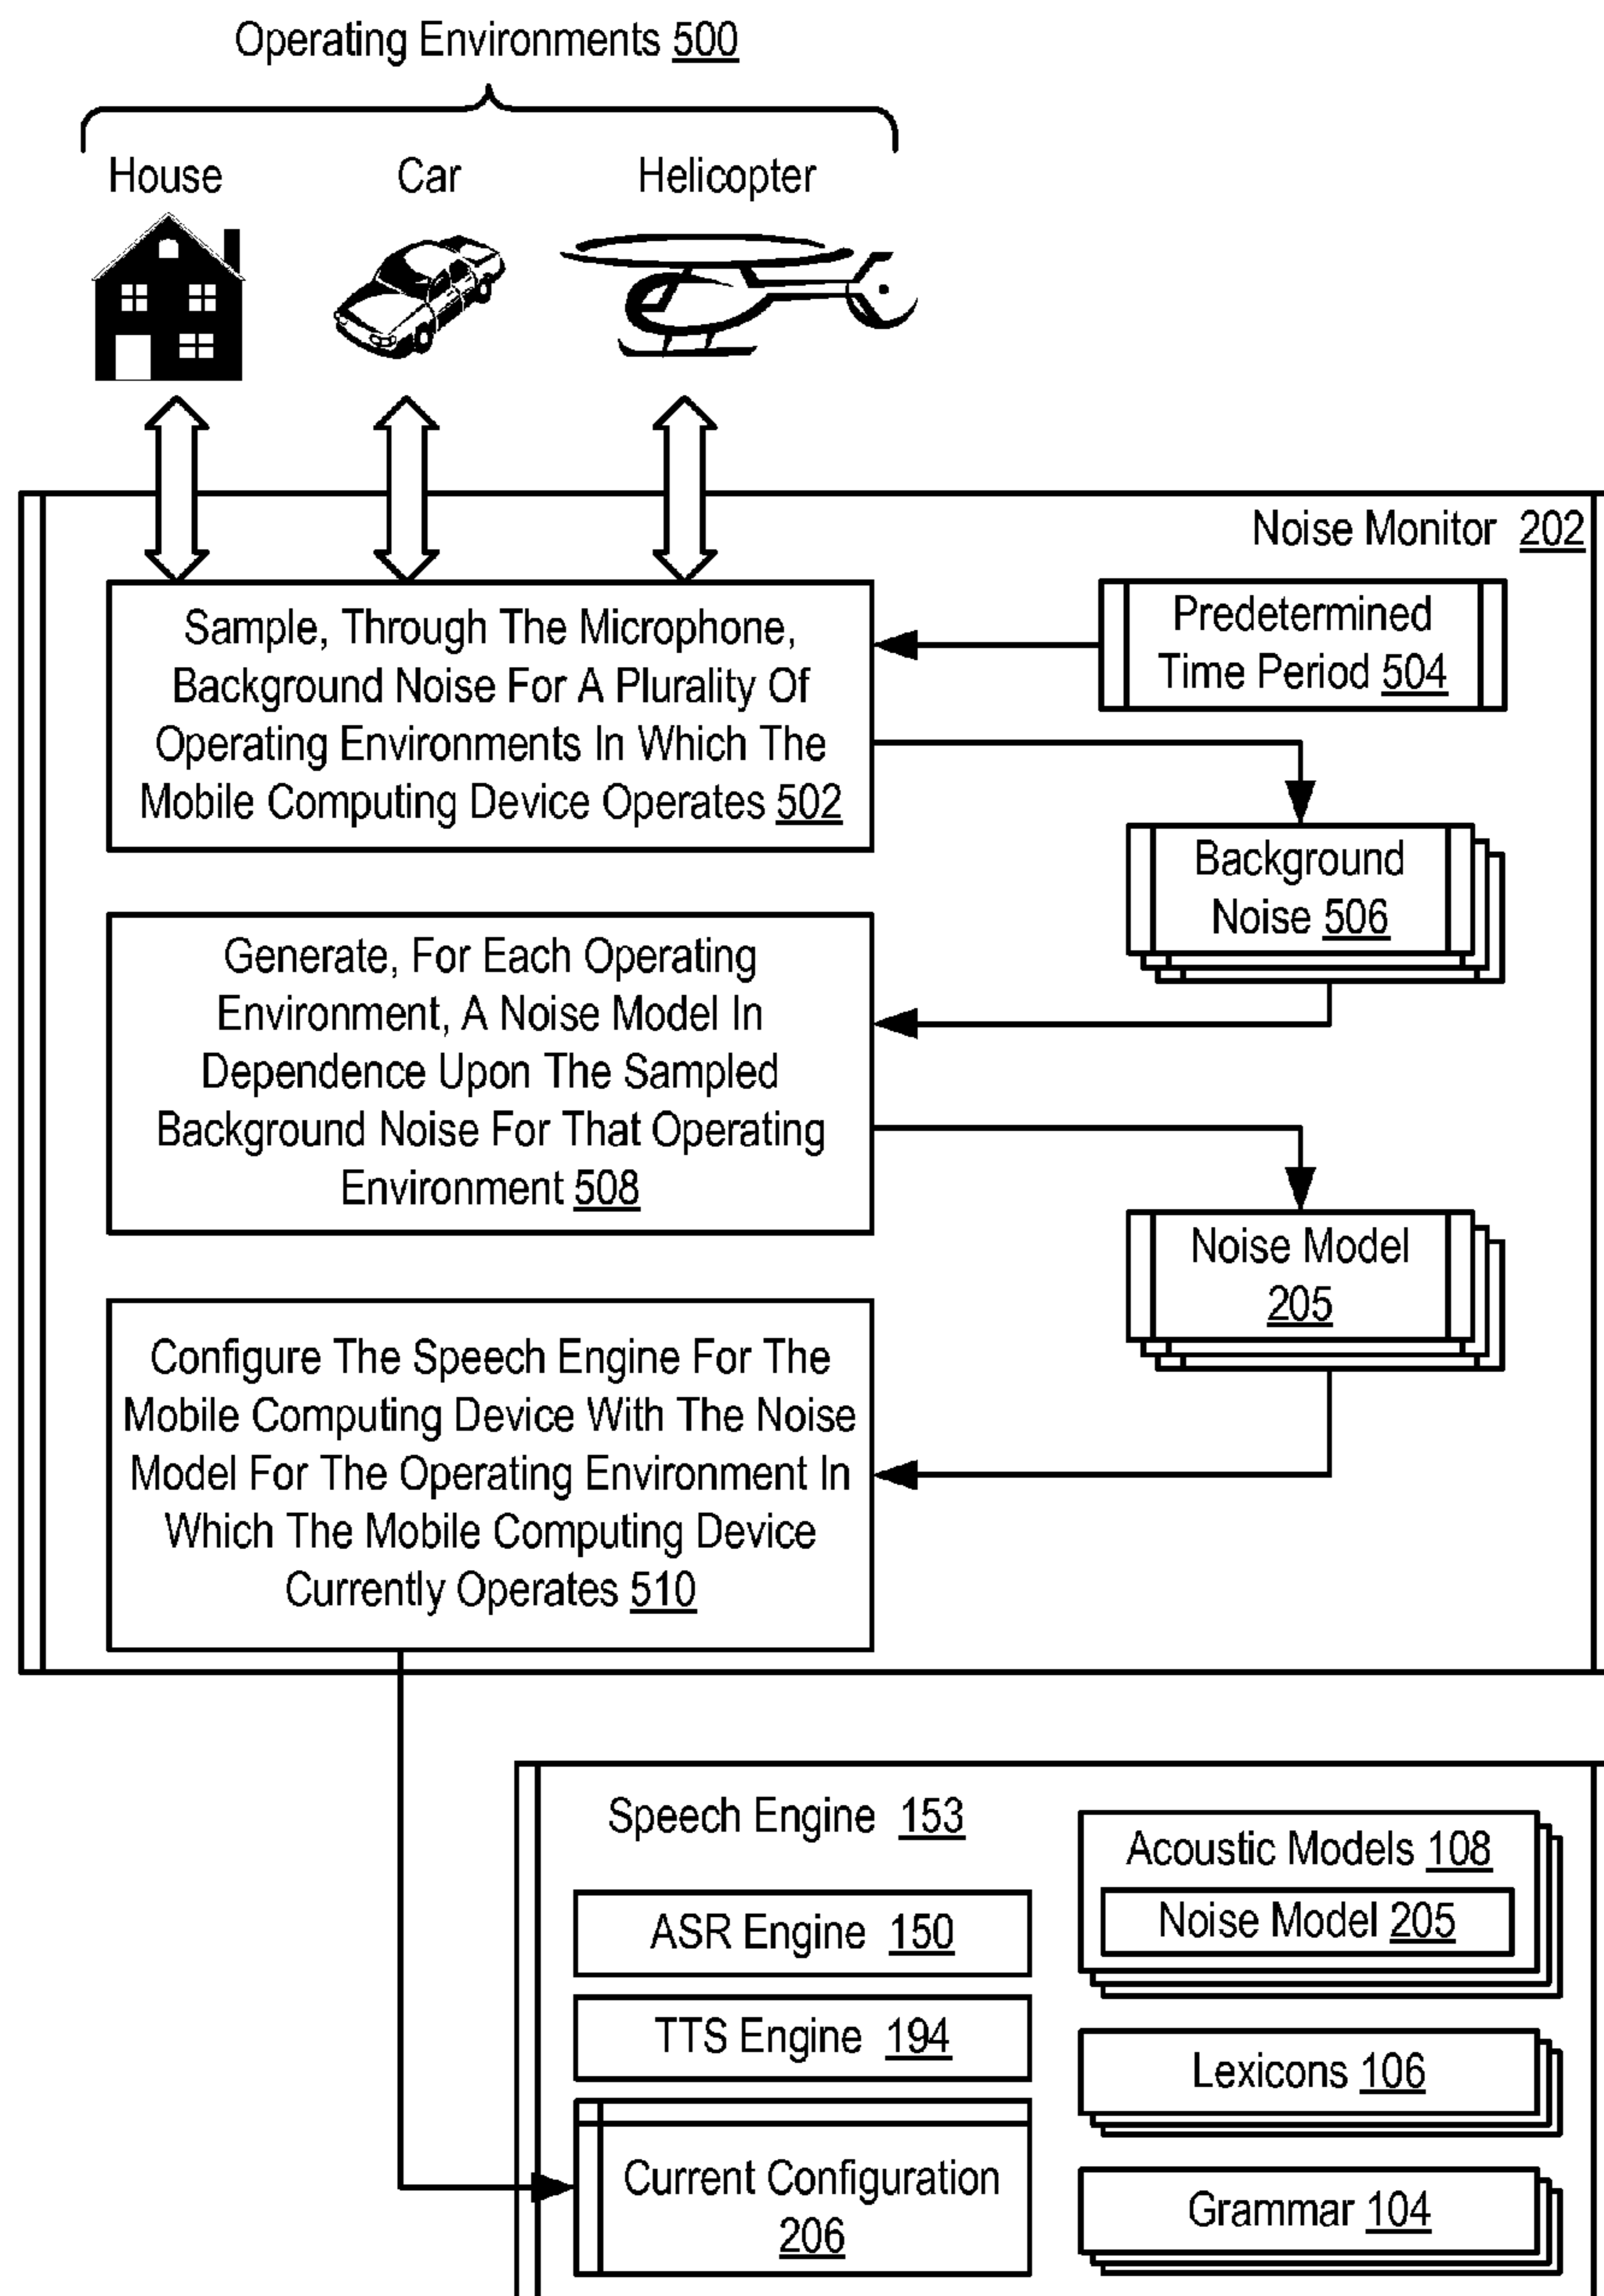 Operating Environments 500
House
Car
Helicopter
Noise Monitor 202
Sample, Through The Microphone,
Background Noise For A Plurality Of
Operating Environments In Which The
Mobile Computing Device Operates 502
Predetermined
Time Period 504
Background
Noise 506
Generate, For Each Operating
Environment, A Noise Model In
Dependence Upon The Sampled
Background Noise For That Operating
Environment 508
Noise Model
205
Configure The Speech Engine For The
Mobile Computing Device With The Noise
Model For The Operating Environment In
Which The Mobile Computing Device
Currently Operates 510
Speech Engine 153
ASR Engine 150
TTS Engine 194
Current Configuration
206
Acoustic Models 108
Noise Model 205
Lexicons 106
Grammar 104